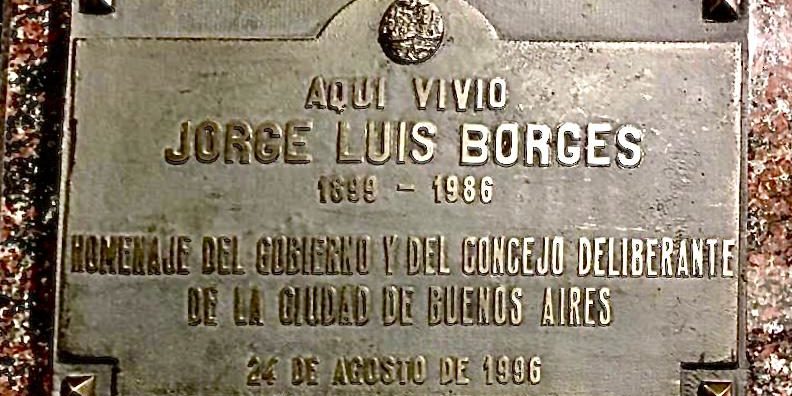 AQUI VIVIO
JORGE LUIS BORGES
1899 - 1986
HOMENAJE DEL GOBIERNO Y DEL CONCEJO DELIBERANTE
DE LA CIUDAD DE BUENOS AIRES
24 DE AGOSTO DE 1996